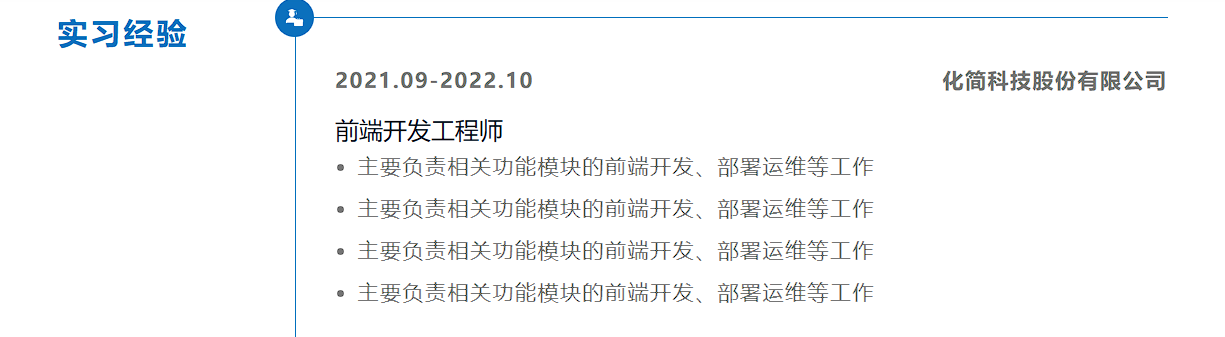 实习经验
2021.09-2022.10 化简科技股份有限公司
前端开发工程师
• 主要负责相关功能模块的前端开发、部署运维等工作
• 主要负责相关功能模块的前端开发、部署运维等工作
• 主要负责相关功能模块的前端开发、部署运维等工作
• 主要负责相关功能模块的前端开发、部署运维等工作